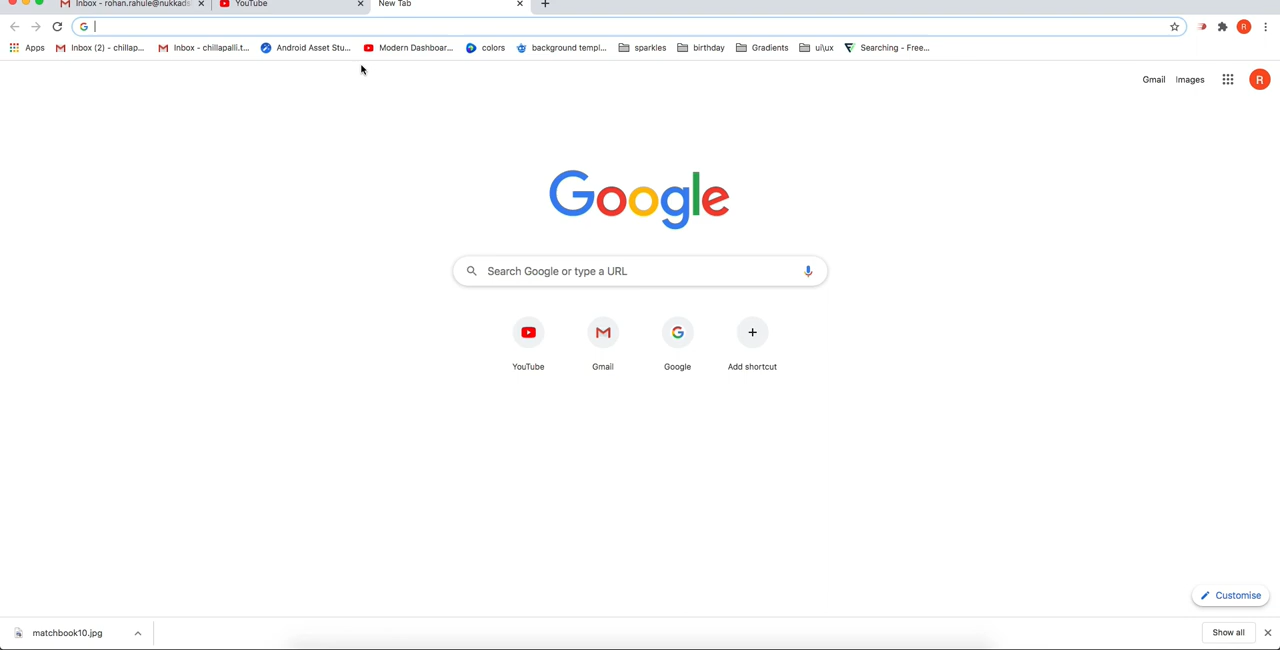 Inbox - rohan.rahule@nukkads
YouTube
New Tab
Apps
Inbox (2) - chillap...
Inbox - chillapalli.t...
Android Asset Stu...
Modern Dashboar...
colors
background templ...
sparkles
birthday
Gradients
ui\ux
Searching - Free...
Gmail
Images
R
R
Google
Search Google or type a URL
YouTube
Gmail
Google
Add shortcut
Customise
matchbook10.jpg
Show all